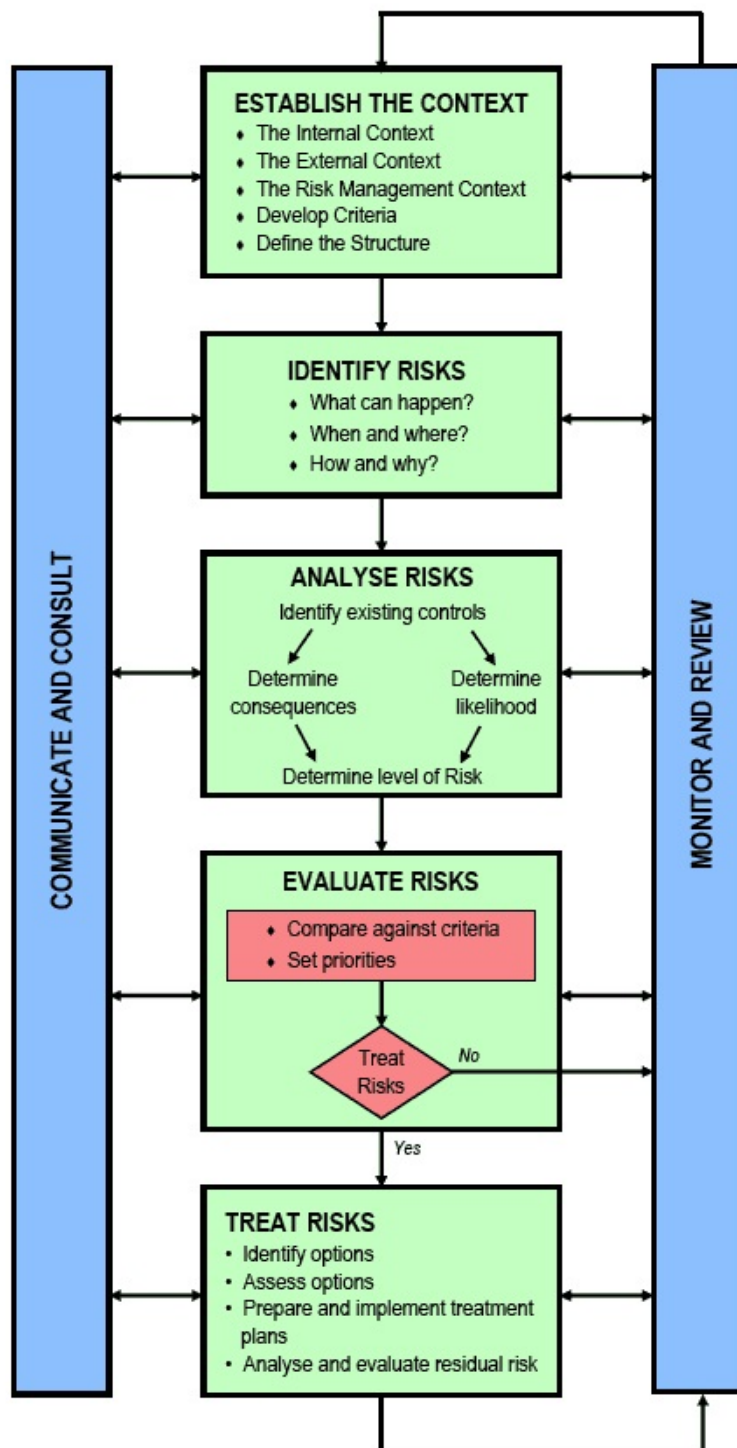 COMMUNICATE AND CONSULT
ESTABLISH THE CONTEXT
♦ The Internal Context
♦ The External Context
♦ The Risk Management Context
♦ Develop Criteria
♦ Define the Structure
IDENTIFY RISKS
♦ What can happen?
♦ When and where?
♦ How and why?
ANALYSE RISKS
Identify existing controls
Determine
consequences
Determine
likelihood
Determine level of Risk
EVALUATE RISKS
♦ Compare against criteria
♦ Set priorities
Treat
Risks
No
Yes
TREAT RISKS
• Identify options
• Assess options
• Prepare and implement treatment
plans
• Analyse and evaluate residual risk
MONITOR AND REVIEW